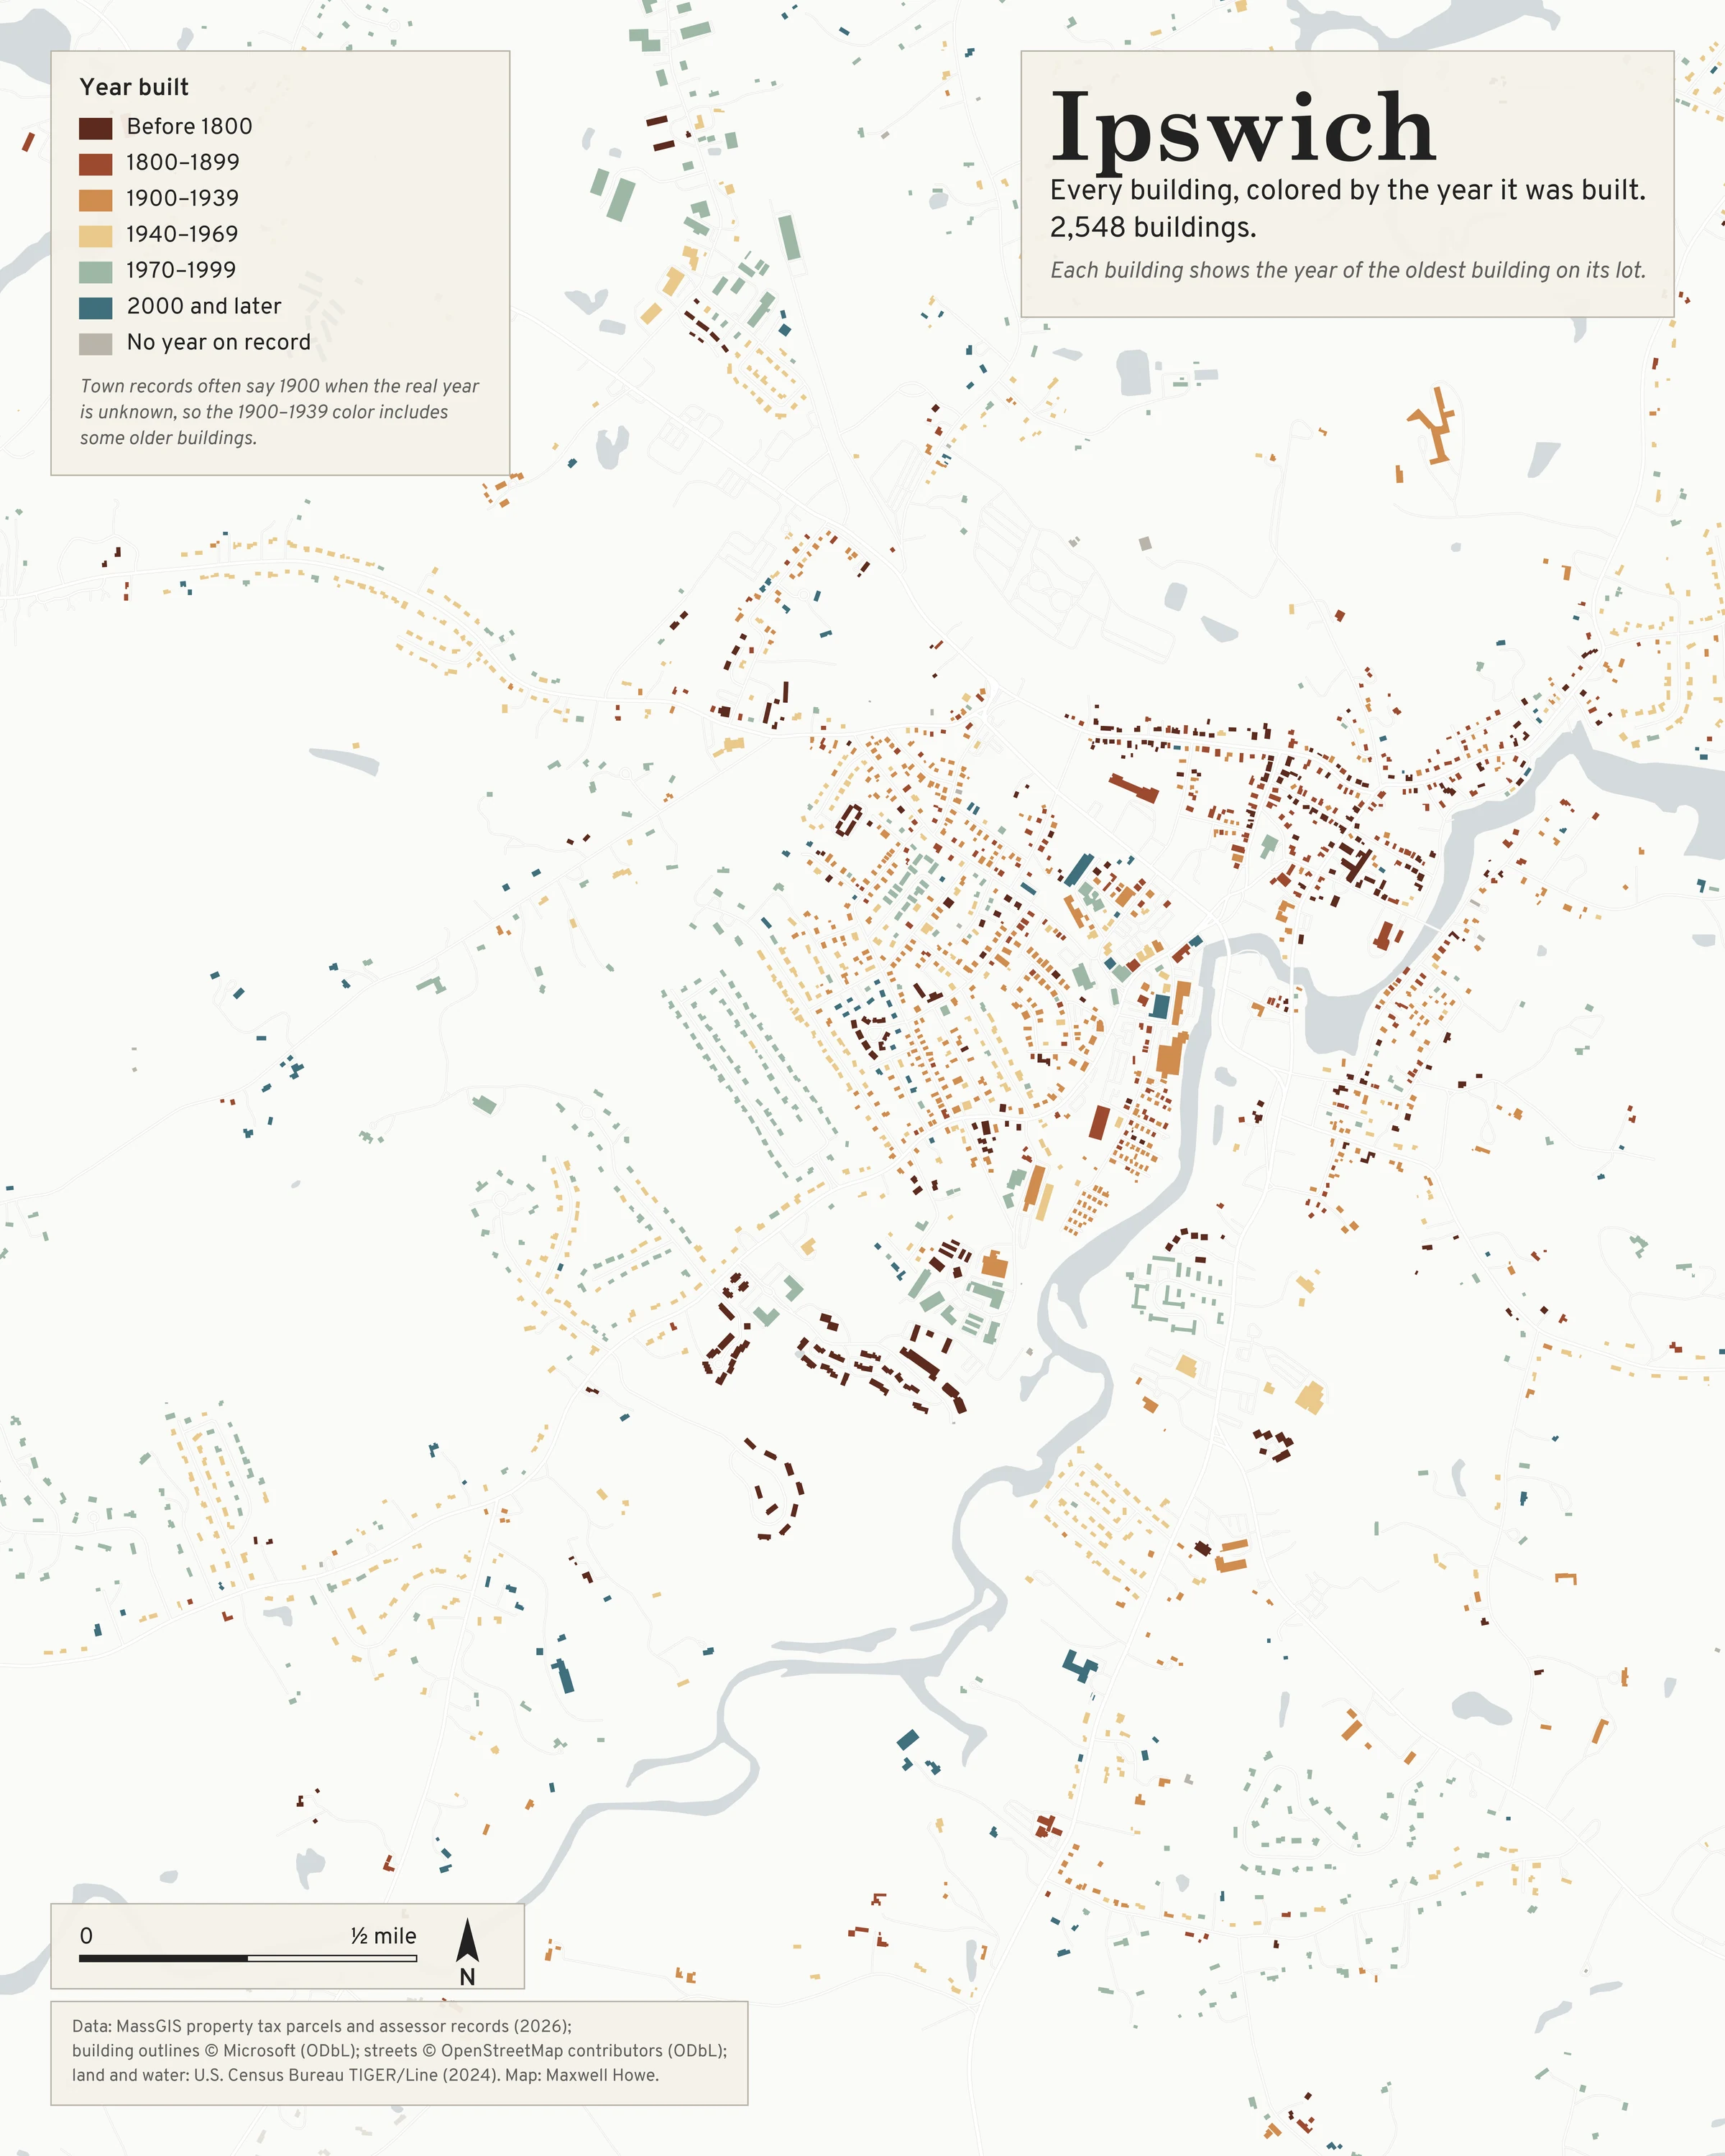 Year built
Before 1800
1800–1899
1900–1939
1940–1969
1970–1999
2000 and later
No year on record
Town records often say 1900 when the real year
is unknown, so the 1900–1939 color includes
some older buildings.
Ipswich
Every building, colored by the year it was built.
2,548 buildings.
Each building shows the year of the oldest building on its lot.
0 ½ mile
N
Data: MassGIS property tax parcels and assessor records (2026);
building outlines © Microsoft (ODbL); streets © OpenStreetMap contributors (ODbL);
land and water: U.S. Census Bureau TIGER/Line (2024). Map: Maxwell Howe.